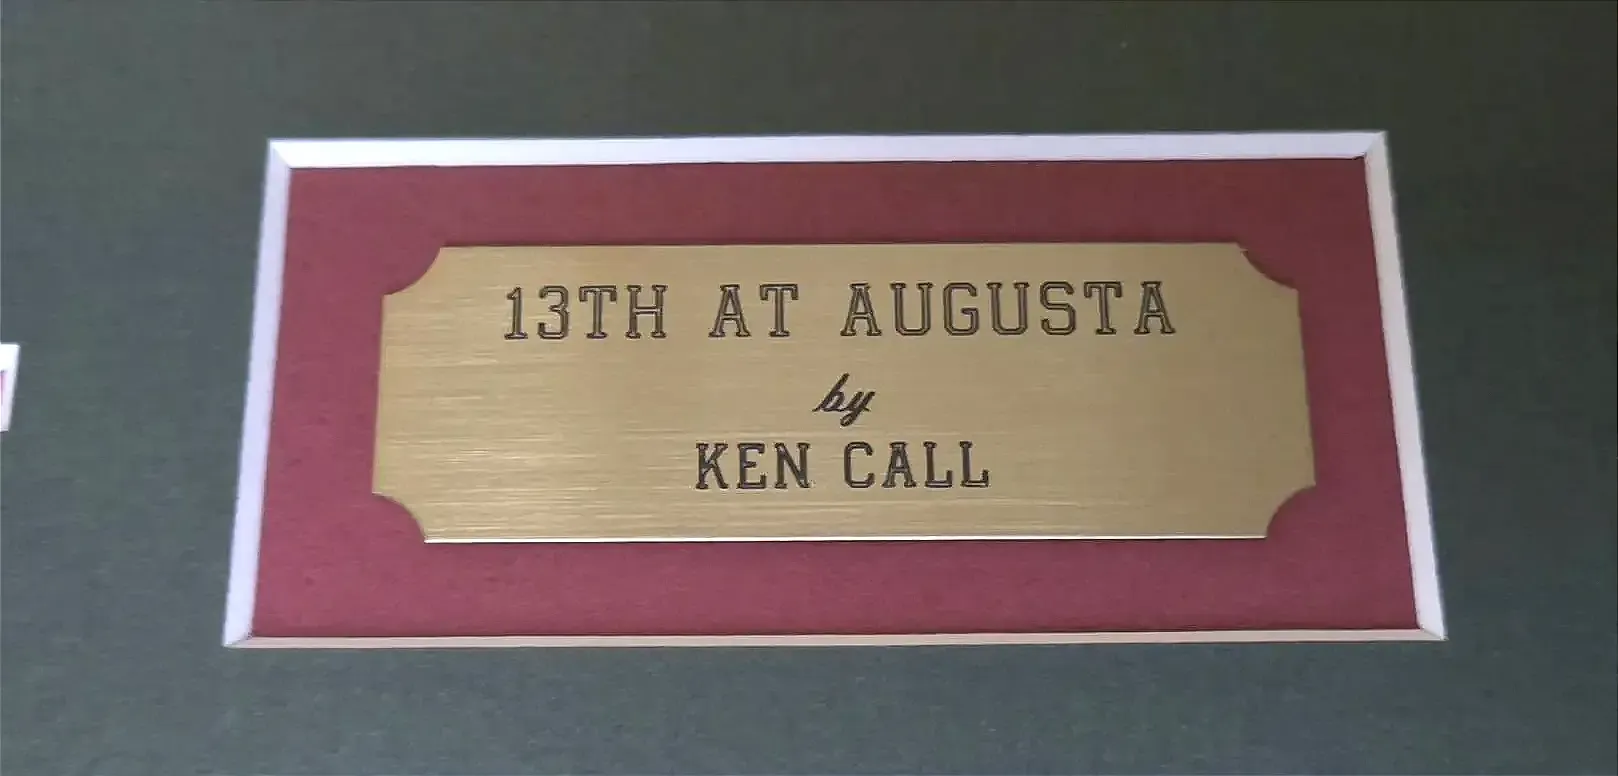 13TH AT AUGUSTA
by
KEN CALL